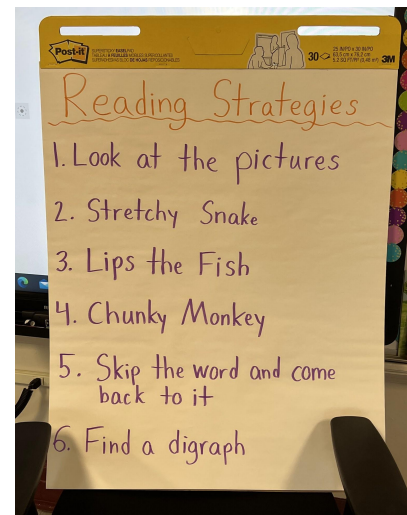 Post-it
30
3M
Reading Strategies
1. Look at the pictures
2. Stretchy Snake
3. Lips the Fish
4. Chunky Monkey
5. Skip the word and come
back to it
6. Find a digraph